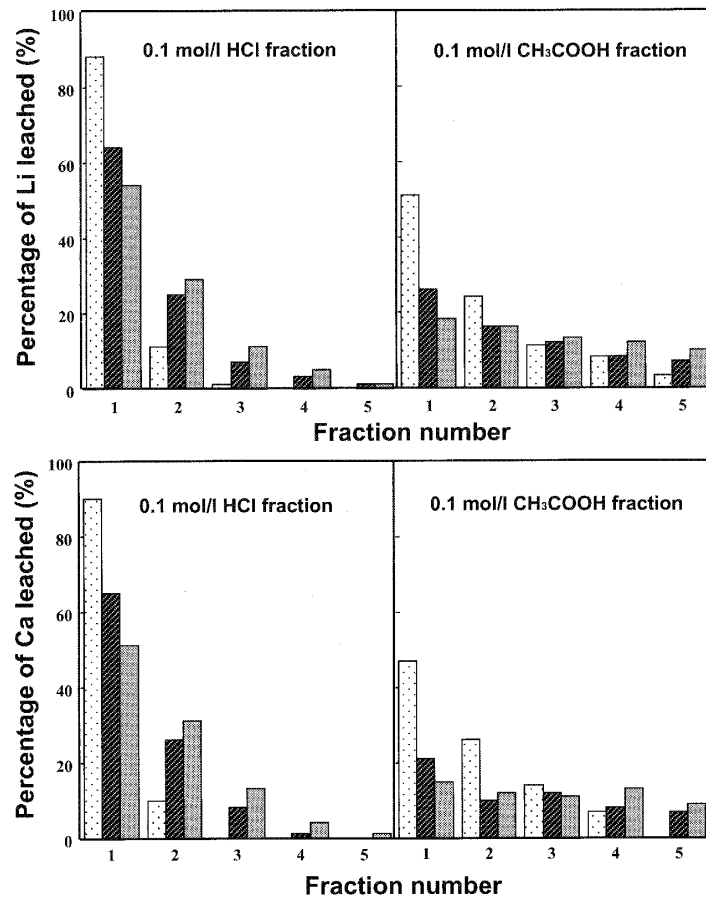 Percentage of Li leached (%)
100
80
60
40
20
0
0.1 mol/l HCl fraction
0.1 mol/l CH₃COOH fraction
1 2 3 4 5 1 2 3 4 5
Fraction number
Percentage of Ca leached (%)
100
80
60
40
20
0
0.1 mol/l HCl fraction
0.1 mol/l CH₃COOH fraction
1 2 3 4 5 1 2 3 4 5
Fraction number